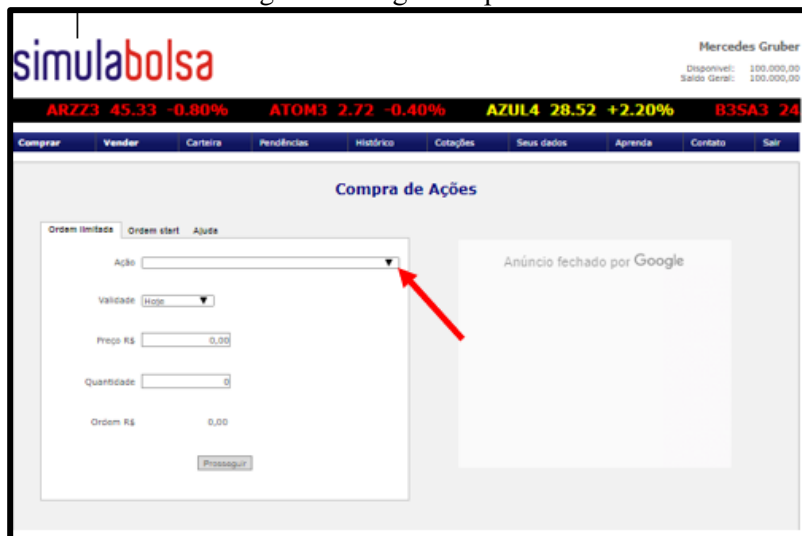 simulabolsa
Mercedes Gruber
Disponivel: 100.000,00
Saldo Geral: 100.000,00
ARZZ3 45.33 -0.80% ATOM3 2.72 -0.40% AZUL4 28.52 +2.20% B3SA3 24
Comprar Vender Carteira Pendências Histórico Cotações Seus dados Aprenda Contato Sair
Compra de Ações
Ordem limitada Ordem start Ajuda
Ação
Anúncio fechado por Google
Validade Hoje
Preço R$ 0,00
Quantidade 0
Ordem R$ 0,00
Prosseguir